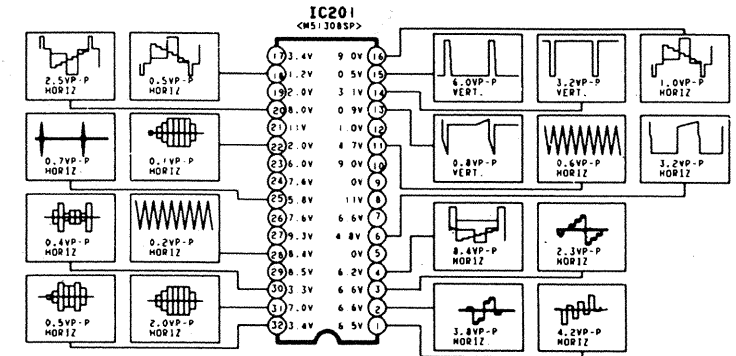 IC201
<M51308SP>
17 3.4V 9 0V 16
18 1.2V 0 5V 15
19 2.0V 3 1V 14
20 8.0V 0 9V 13
21 11V 1.0V 12
22 2.0V 4 7V 11
23 6.0V 9 0V 10
24 7.6V 0V 9
25 5.8V 11V 8
26 7.6V 6 6V 7
27 9.3V 4 8V 6
28 8.4V 0V 5
29 8.5V 6.2V 4
30 3.3V 6 6V 3
31 7.0V 6.6V 2
32 3.4V 6 5V 1
2.5VP-P
HORIZ
0.5VP-P
HORIZ
0.7VP-P
HORIZ
0.1VP-P
HORIZ
0.4VP-P
HORIZ
0.2VP-P
HORIZ
0.5VP-P
HORIZ
2.0VP-P
HORIZ
6.0VP-P
VERT.
3.2VP-P
VERT.
1.0VP-P
HORIZ
0.8VP-P
VERT.
0.6VP-P
HORIZ
3.2VP-P
HORIZ
8.4VP-P
HORIZ
2.3VP-P
HORIZ
3.8VP-P
HORIZ
4.2VP-P
HORIZ